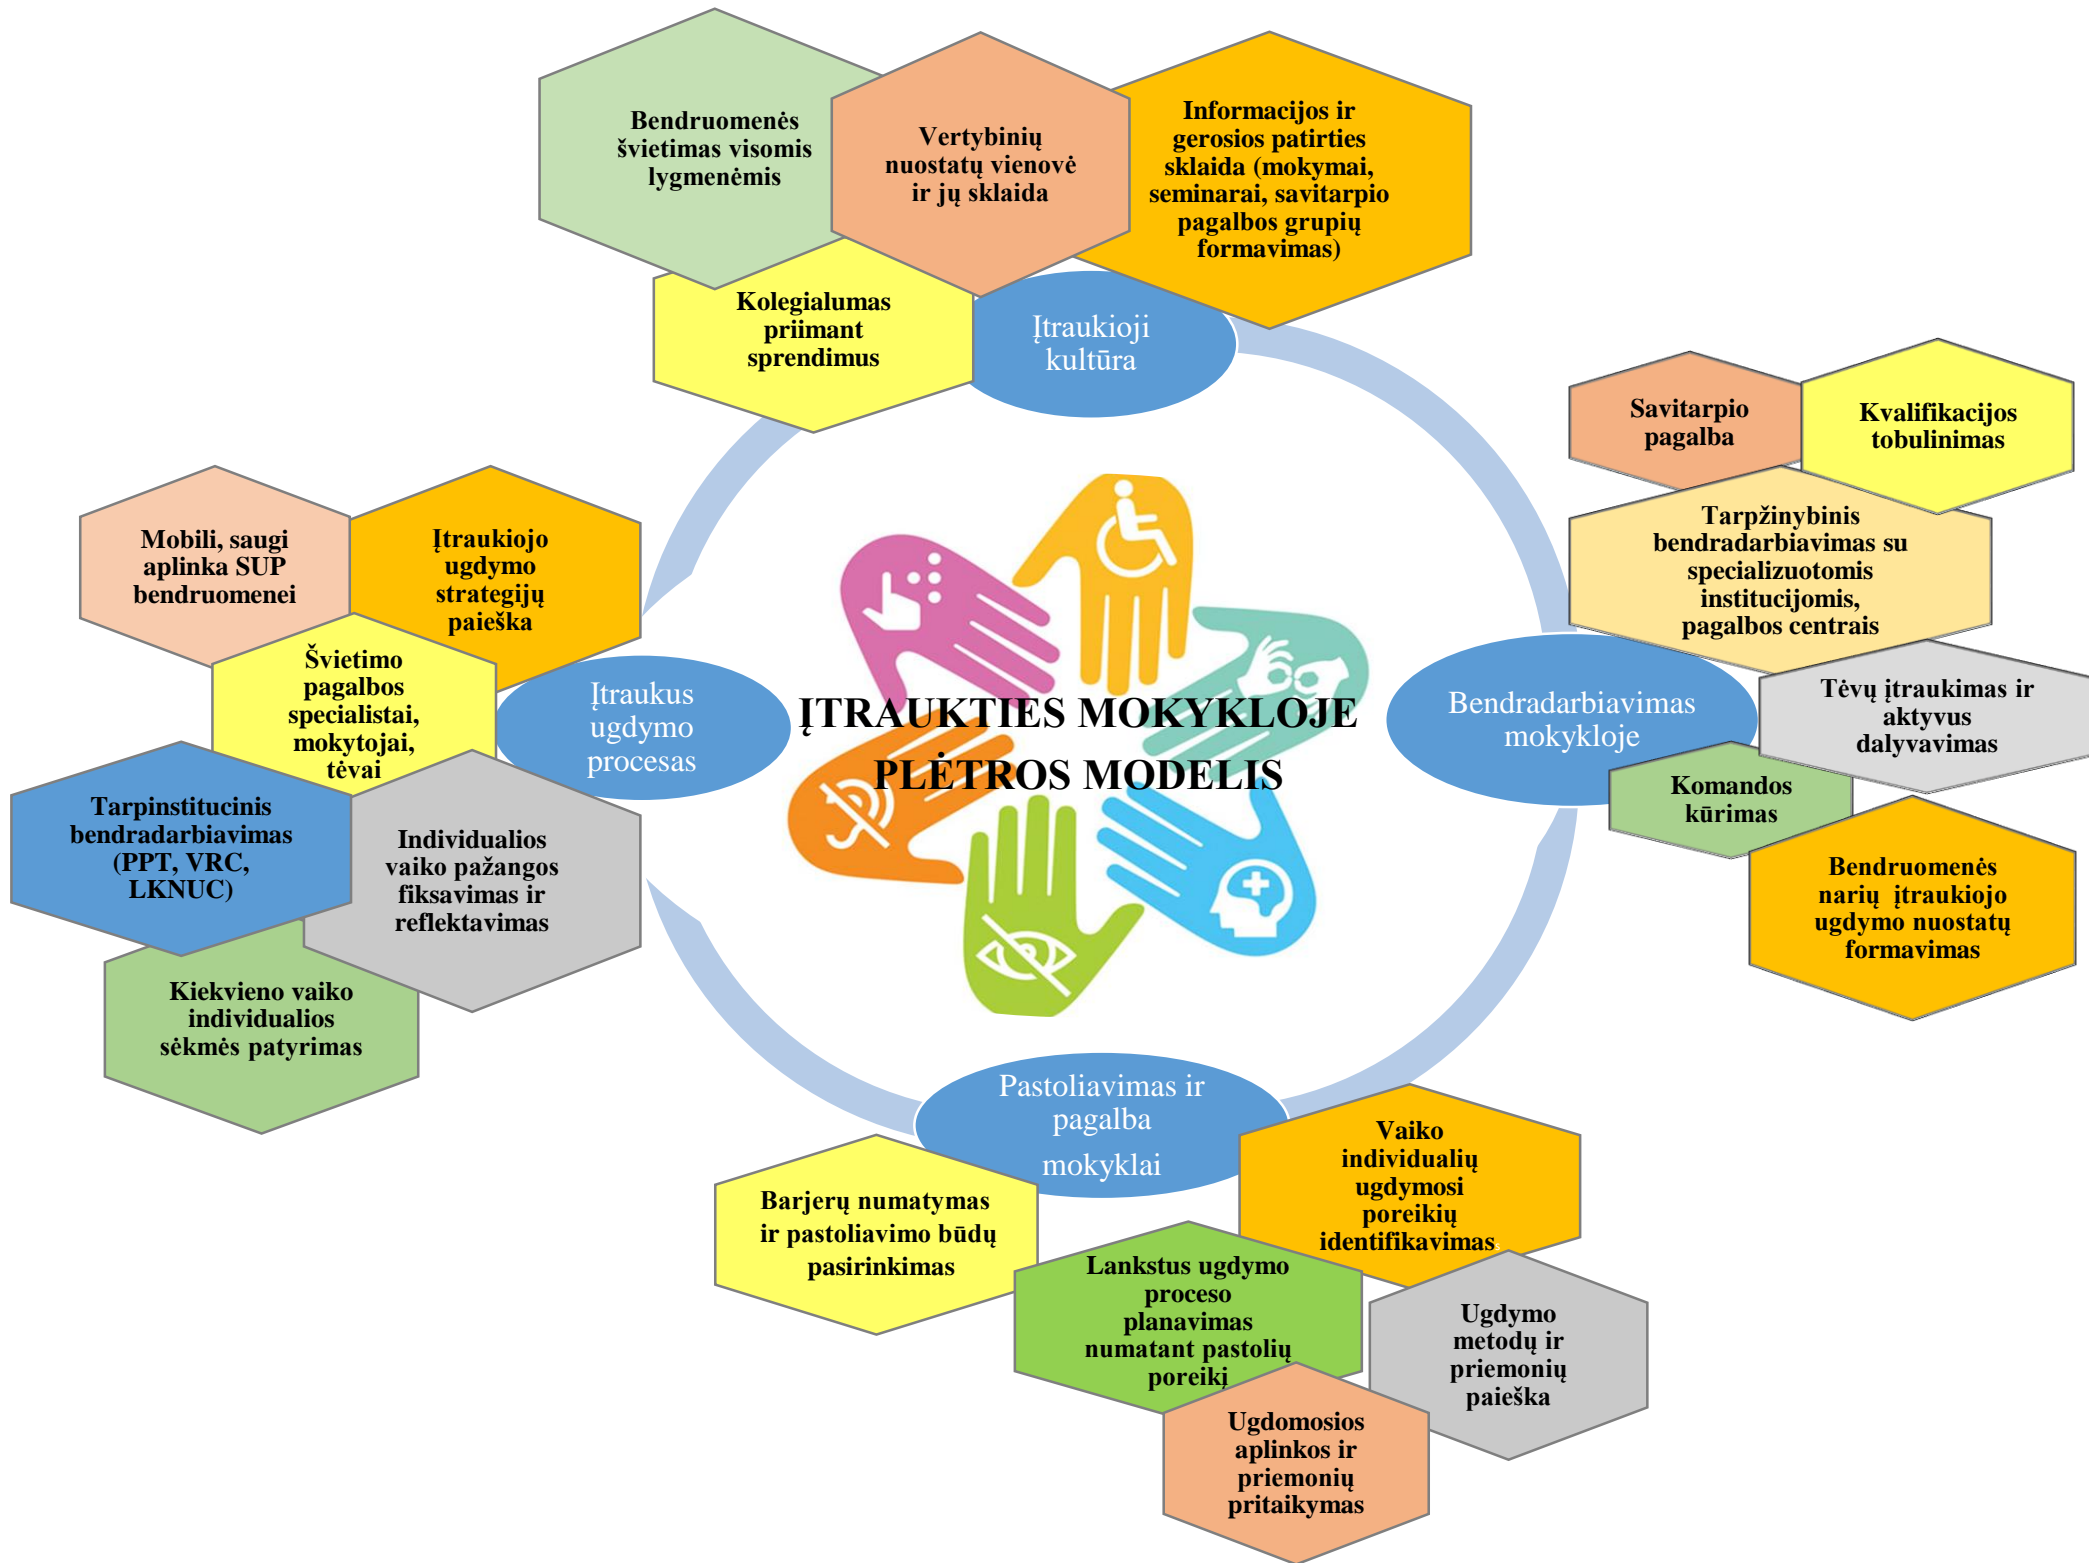 Bendruomenės
švietimas visomis
lygmenėmis
Vertybinių
nuostatų vienovė
ir jų sklaida
Informacijos ir
gerosios patirties
sklaida (mokymai,
seminarai, savitarpio
pagalbos grupių
formavimas)
Kolegialumas
priimant
sprendimus
Įtraukioji
kultūra
Savitarpio
pagalba
Kvalifikacijos
tobulinimas
Tarpžinybinis
bendradarbiavimas su
specializuotomis
institucijomis,
pagalbos centrais
Bendradarbiavimas
mokykloje
Tėvų įtraukimas ir
aktyvus
dalyvavimas
Komandos
kūrimas
Bendruomenės
narių  įtraukiojo
ugdymo nuostatų
formavimas
Mobili, saugi
aplinka SUP
bendruomenei
Įtraukiojo
ugdymo
strategijų
paieška
Švietimo
pagalbos
specialistai,
mokytojai,
tėvai
Įtraukus
ugdymo
procesas
ĮTRAUKTIES MOKYKLOJE
PLĖTROS MODELIS
Tarpinstitucinis
bendradarbiavimas
(PPT, VRC,
LKNUC)
Individualios
vaiko pažangos
fiksavimas ir
reflektavimas
Kiekvieno vaiko
individualios
sėkmės patyrimas
Pastoliavimas ir
pagalba
mokyklai
Barjerų numatymas
ir pastoliavimo būdų
pasirinkimas
Vaiko
individualių
ugdymosi
poreikių
identifikavimas
Lankstus ugdymo
proceso
planavimas
numatant pastolių
poreikį
Ugdymo
metodų ir
priemonių
paieška
Ugdomosios
aplinkos ir
priemonių
pritaikymas